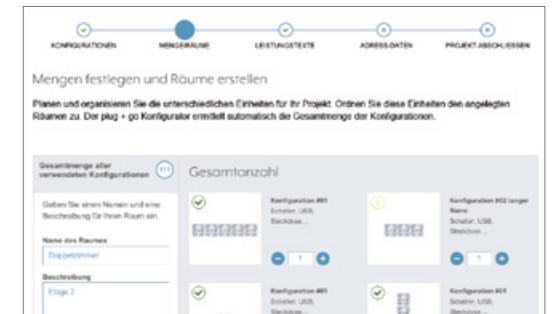 KONFIGURATIONEN
MENGE/RÄUME
LEISTUNGSTEXTE
ADRESSDATEN
PROJEKT ABSCHLIESSEN
Mengen festlegen und Räume erstellen
Planen und organisieren Sie die unterschiedlichen Einheiten für Ihr Projekt. Ordnen Sie diese Einheiten den angelegten
Räumen zu. Der plug + go Konfigurator ermittelt automatisch die Gesamtmenge der Konfigurationen.
Gesamtmenge aller
verwendeten Konfigurationen
111
Gesamtanzahl
Geben Sie einen Namen und eine
Beschreibung für Ihren Raum ein.
Name des Raumes
Doppelzimmer
Beschreibung
Etage 2
Konfiguration #01
Schalter, USB,
Steckdose...
1
Konfiguration #02 langer
Name
Schalter, USB,
Steckdose...
1
Konfiguration #01
Schalter, USB,
Steckdose...
Konfiguration #01
Schalter, USB,
Steckdose...